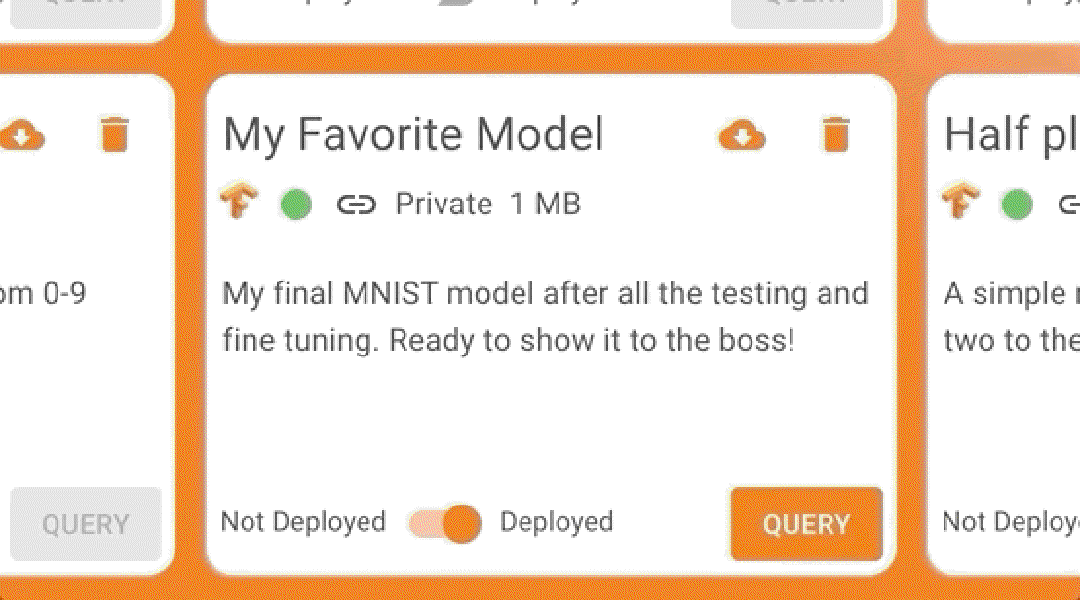 My Favorite Model
Half pl
Private 1 MB
om 0-9
My final MNIST model after all the testing and
fine tuning. Ready to show it to the boss!
A simple
two to the
QUERY
Not Deployed
Deployed
QUERY
Not Deploy